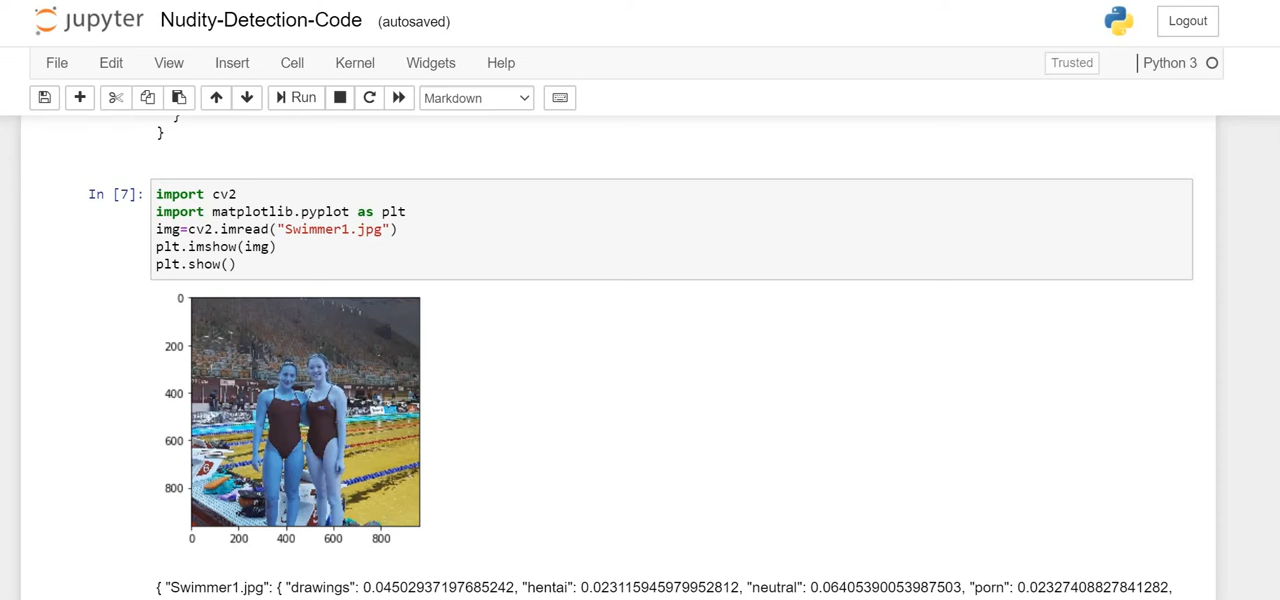 jupyter Nudity-Detection-Code (autosaved)
Logout
File Edit View Insert Cell Kernel Widgets Help
Trusted
Python 3
Run
Markdown
}
}
In [7]:
import cv2
import matplotlib.pyplot as plt
img=cv2.imread("Swimmer1.jpg")
plt.imshow(img)
plt.show()
0
200
400
600
800
0 200 400 600 800
{ "Swimmer1.jpg": { "drawings": 0.04502937197685242, "hentai": 0.023115945979952812, "neutral": 0.06405390053987503, "porn": 0.02327408827841282,